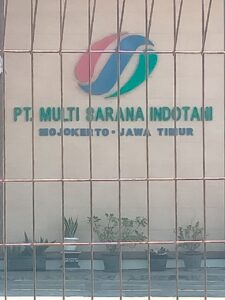 PT. MULTI SARANA INDOTANI
MOJOKERTO - JAWA TIMUR